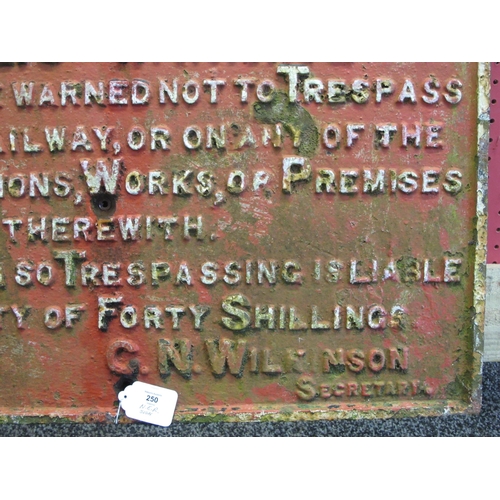 WARNED NOT TO TRESPASS
AILWAY, OR ON ANY OF THE
IONS, WORKS, OR PREMISES
THEREWITH.
SO TRESPASSING IS LIABLE
TY OF FORTY SHILLINGS
C. N. WILKINSON
SECRETARY.
250